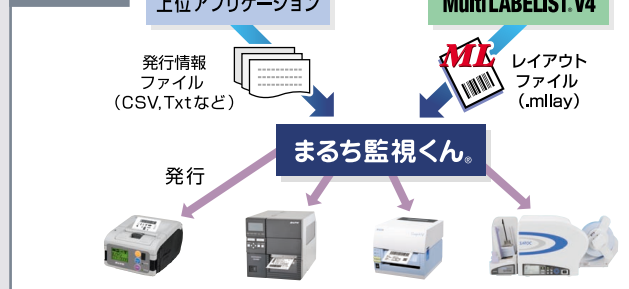 上位アプリケーション
Multi LABELIST® V4
発行情報
ファイル
(CSV,Txtなど)
ML
レイアウト
ファイル
(.mllay)
まるち監視くん®
発行